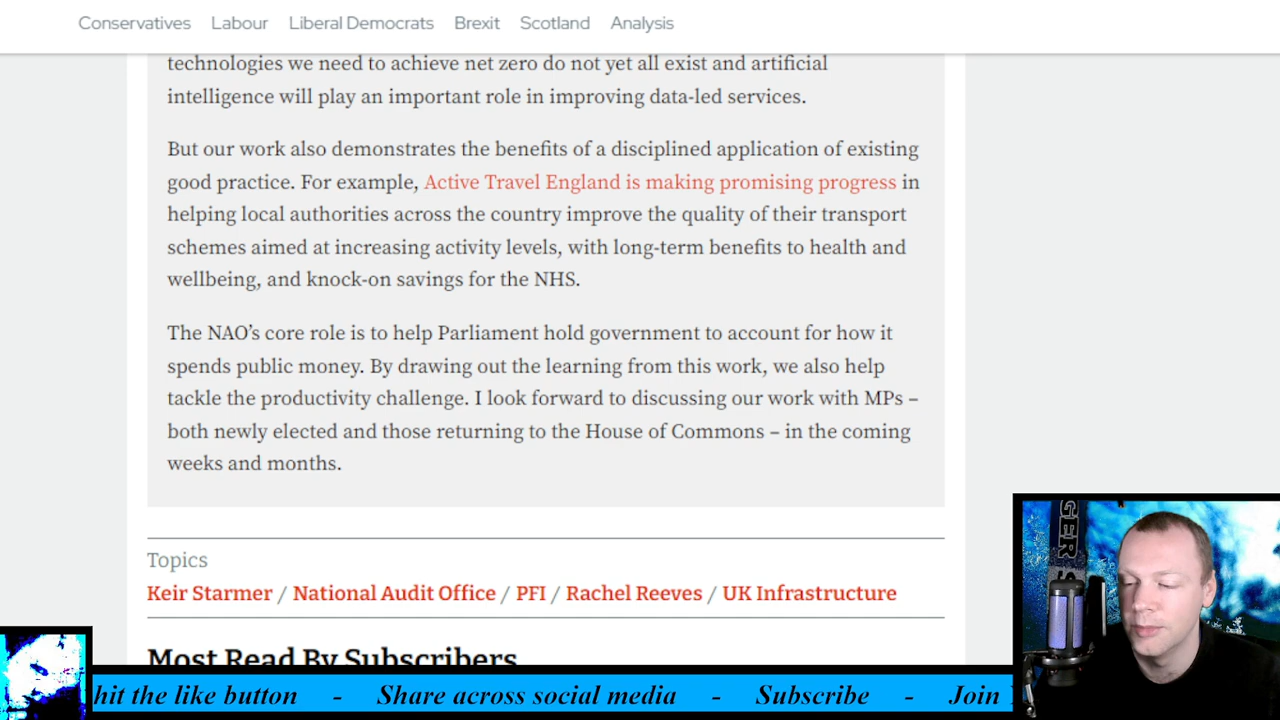 Conservatives Labour Liberal Democrats Brexit Scotland Analysis
technologies we need to achieve net zero do not yet all exist and artificial
intelligence will play an important role in improving data-led services.
But our work also demonstrates the benefits of a disciplined application of existing
good practice. For example, Active Travel England is making promising progress in
helping local authorities across the country improve the quality of their transport
schemes aimed at increasing activity levels, with long-term benefits to health and
wellbeing, and knock-on savings for the NHS.
The NAO’s core role is to help Parliament hold government to account for how it
spends public money. By drawing out the learning from this work, we also help
tackle the productivity challenge. I look forward to discussing our work with MPs –
both newly elected and those returning to the House of Commons – in the coming
weeks and months.
Topics
Keir Starmer / National Audit Office / PFI / Rachel Reeves / UK Infrastructure
Most Read By Subscribers
hit the like button - Share across social media - Subscribe - Join